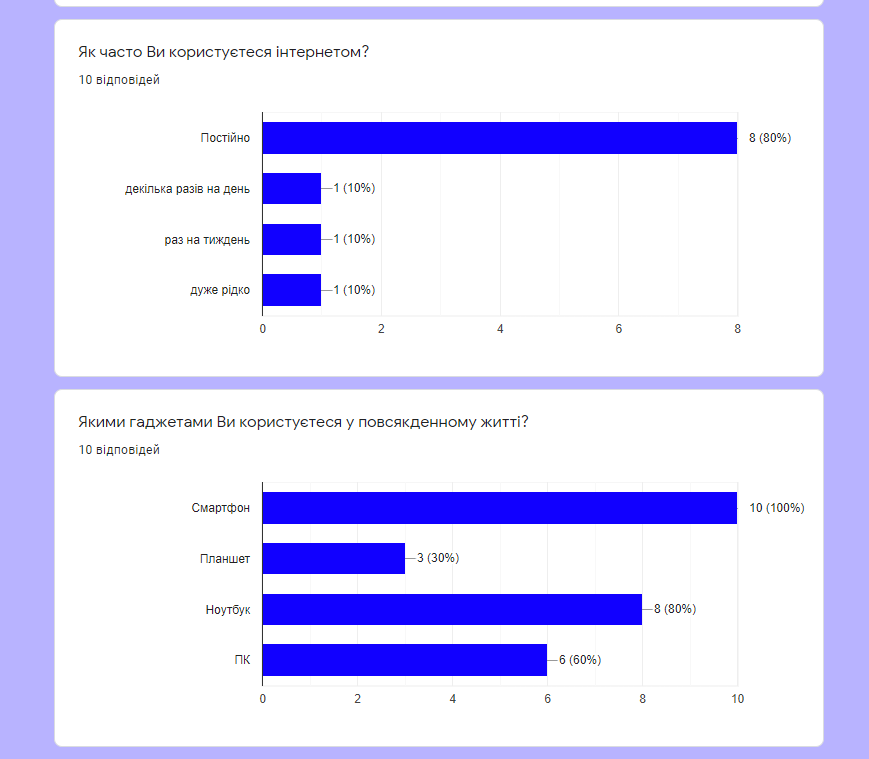 Як часто Ви користуєтеся інтернетом?
10 відповідей
Постійно
8 (80%)
декілька разів на день
1 (10%)
раз на тиждень
1 (10%)
дуже рідко
1 (10%)
0 2 4 6 8
Якими гаджетами Ви користуєтеся у повсякденному житті?
10 відповідей
Смартфон
10 (100%)
Планшет
3 (30%)
Ноутбук
8 (80%)
ПК
6 (60%)
0 2 4 6 8 10